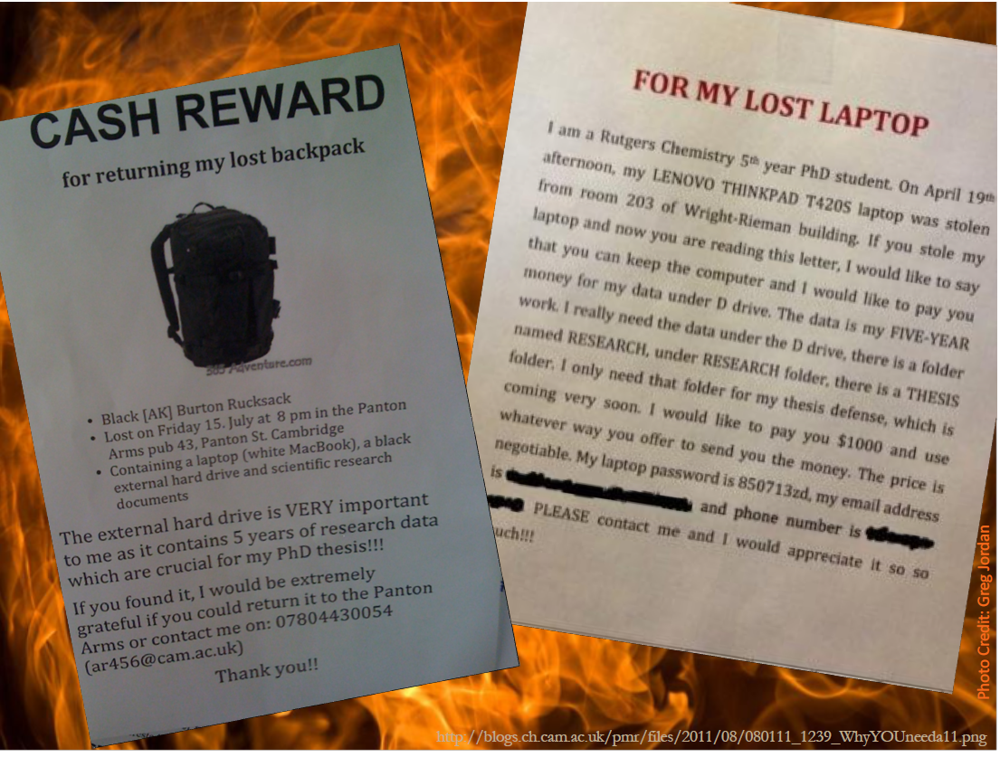 CASH REWARD
for returning my lost backpack
365 Adventure.com
• Black [AK] Burton Rucksack
• Lost on Friday 15. July at 8 pm in the Panton
Arms pub 43, Panton St. Cambridge
• Containing a laptop (white MacBook), a black
external hard drive and scientific research
documents
The external hard drive is VERY important
to me as it contains 5 years of research data
which are crucial for my PhD thesis!!!
If you found it, I would be extremely
grateful if you could return it to the Panton
Arms or contact me on: 07804430054
(ar456@cam.ac.uk)
Thank you!!
FOR MY LOST LAPTOP
I am a Rutgers Chemistry 5th year PhD student. On April 19th
afternoon, my LENOVO THINKPAD T420S laptop was stolen
from room 203 of Wright-Rieman building. If you stole my
laptop and now you are reading this letter, I would like to say
that you can keep the computer and I would like to pay you
money for my data under D drive. The data is my FIVE-YEAR
work. I really need the data under the D drive, there is a folder
named RESEARCH, under RESEARCH folder, there is a THESIS
folder. I only need that folder for my thesis defense, which is
coming very soon. I would like to pay you $1000 and use
whatever way you offer to send you the money. The price is
negotiable. My laptop password is 850713zd, my email address
is and phone number is
PLEASE contact me and I would appreciate it so so
uch!!!
Photo Credit: Greg Jordan
http://blogs.ch.cam.ac.uk/pmr/files/2011/08/080111_1239_WhyYOUneeda11.png